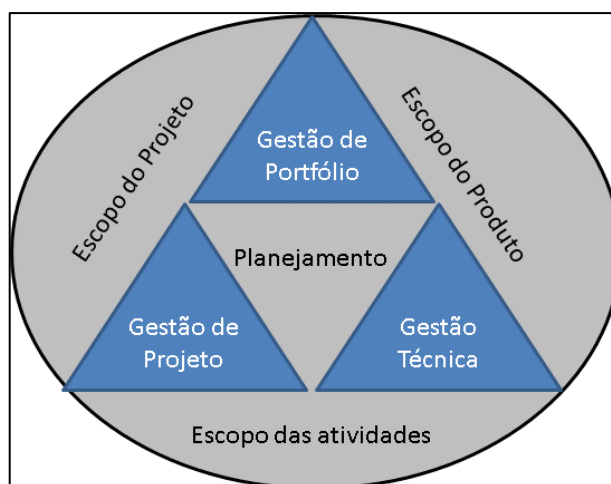 Escopo do Projeto
Escopo do Produto
Gestão de
Portfólio
Planejamento
Gestão de
Projeto
Gestão
Técnica
Escopo das atividades